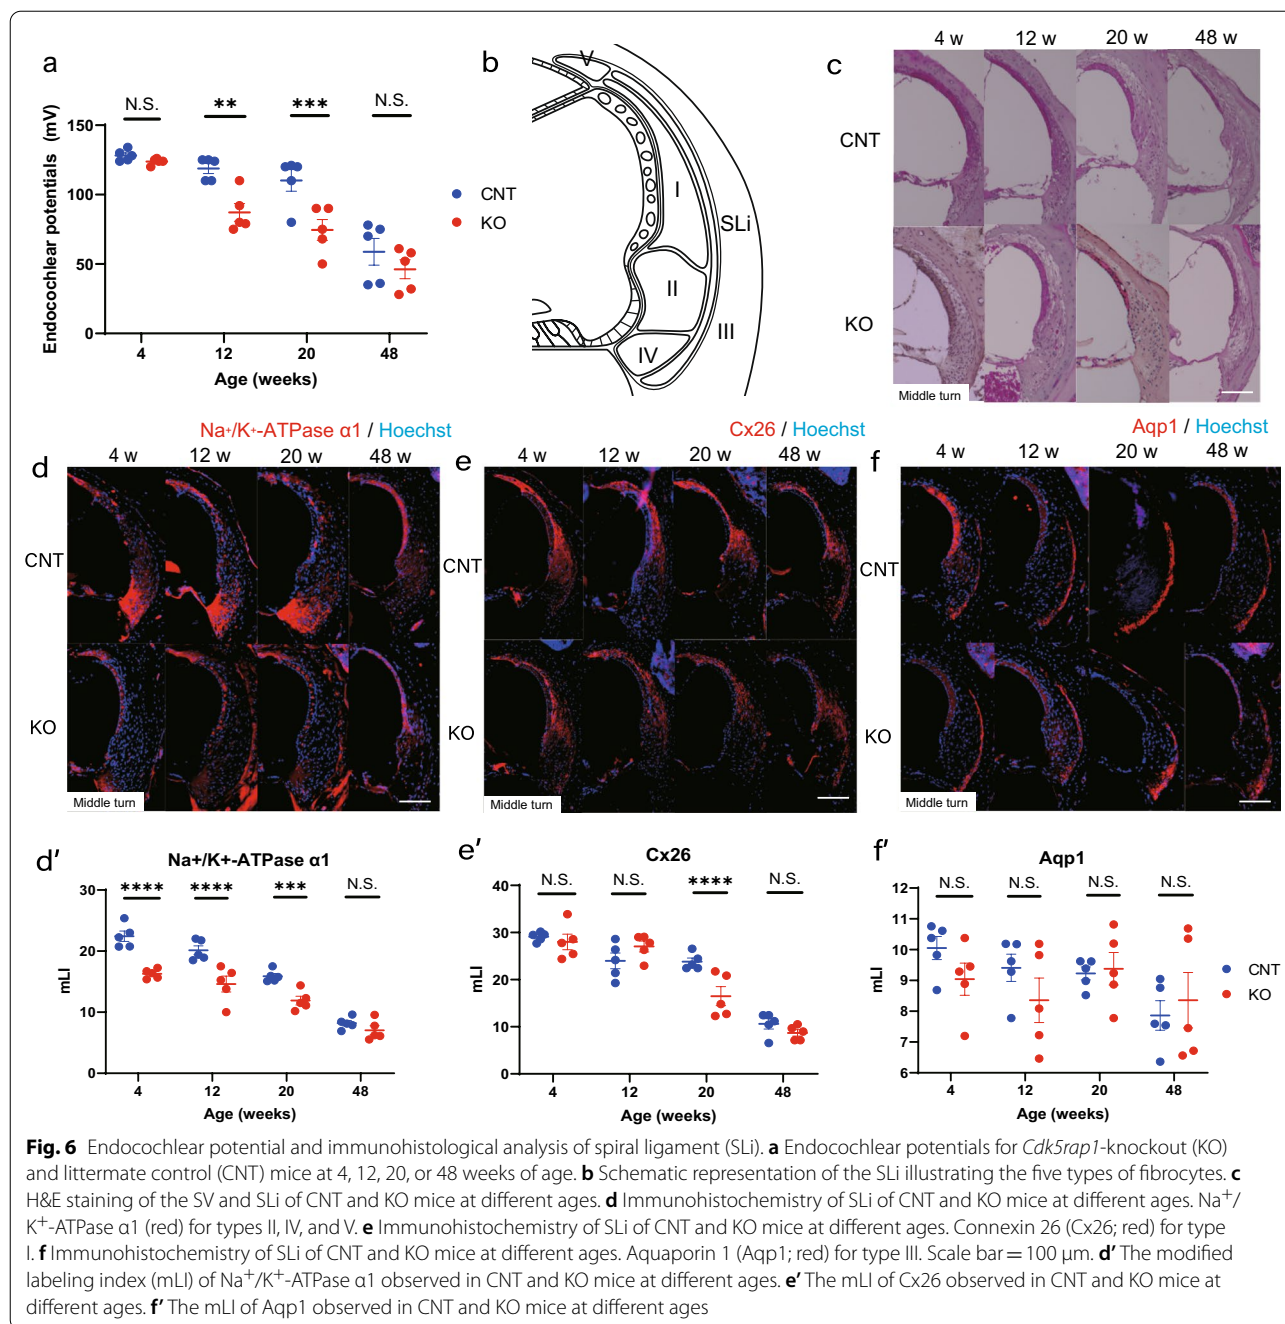 a
N.S.
**
***
N.S.
Endocochlear potentials (mV)
150
100
50
0
4
12
20
48
Age (weeks)
CNT
KO
b
V
I
SLi
II
III
IV
c
4 w
12 w
20 w
48 w
CNT
KO
Middle turn
Na+/K+-ATPase α1 / Hoechst
d
4 w
12 w
20 w
48 w
CNT
KO
Middle turn
Cx26 / Hoechst
e
4 w
12 w
20 w
48 w
CNT
KO
Middle turn
Aqp1 / Hoechst
f
4 w
12 w
20 w
48 w
CNT
KO
Middle turn
d′
Na+/K+-ATPase α1
****
****
***
N.S.
mLI
30
20
10
0
4
12
20
48
Age (weeks)
e′
Cx26
N.S.
N.S.
****
N.S.
mLI
40
30
20
10
0
4
12
20
48
Age (weeks)
f′
Aqp1
N.S.
N.S.
N.S.
N.S.
mLI
12
11
10
9
8
7
6
4
12
20
48
Age (weeks)
CNT
KO
Fig. 6 Endocochlear potential and immunohistological analysis of spiral ligament (SLi). a Endocochlear potentials for Cdk5rap1-knockout (KO)
and littermate control (CNT) mice at 4, 12, 20, or 48 weeks of age. b Schematic representation of the SLi illustrating the five types of fibrocytes. c
H&E staining of the SV and SLi of CNT and KO mice at different ages. d Immunohistochemistry of SLi of CNT and KO mice at different ages. Na+/
K+-ATPase α1 (red) for types II, IV, and V. e Immunohistochemistry of SLi of CNT and KO mice at different ages. Connexin 26 (Cx26; red) for type
I. f Immunohistochemistry of SLi of CNT and KO mice at different ages. Aquaporin 1 (Aqp1; red) for type III. Scale bar = 100 μm. d′ The modified
labeling index (mLI) of Na+/K+-ATPase α1 observed in CNT and KO mice at different ages. e′ The mLI of Cx26 observed in CNT and KO mice at
different ages. f′ The mLI of Aqp1 observed in CNT and KO mice at different ages